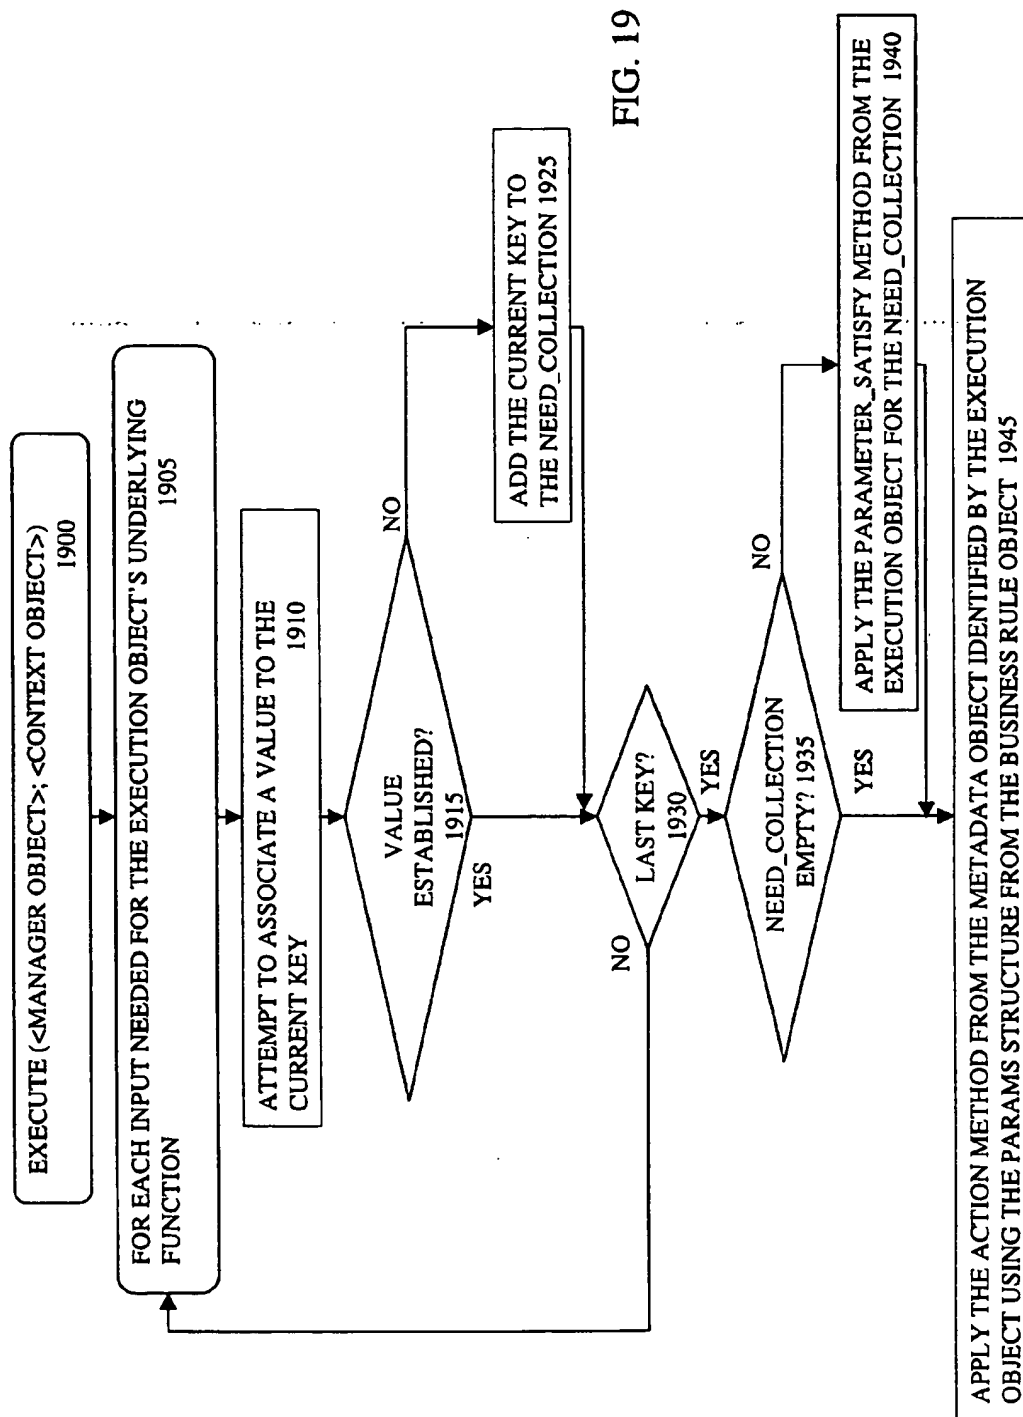 EXECUTE (<MANAGER OBJECT>; <CONTEXT OBJECT>)
1900
FOR EACH INPUT NEEDED FOR THE EXECUTION OBJECT'S UNDERLYING
FUNCTION 1905
ATTEMPT TO ASSOCIATE A VALUE TO THE
CURRENT KEY 1910
VALUE
ESTABLISHED?
1915
NO
YES
ADD THE CURRENT KEY TO
THE NEED_COLLECTION 1925
LAST KEY?
1930
NO
YES
NEED_COLLECTION
EMPTY? 1935
NO
YES
APPLY THE PARAMETER_SATISFY METHOD FROM THE
EXECUTION OBJECT FOR THE NEED_COLLECTION 1940
APPLY THE ACTION METHOD FROM THE METADATA OBJECT IDENTIFIED BY THE EXECUTION
OBJECT USING THE PARAMS STRUCTURE FROM THE BUSINESS RULE OBJECT 1945
FIG. 19